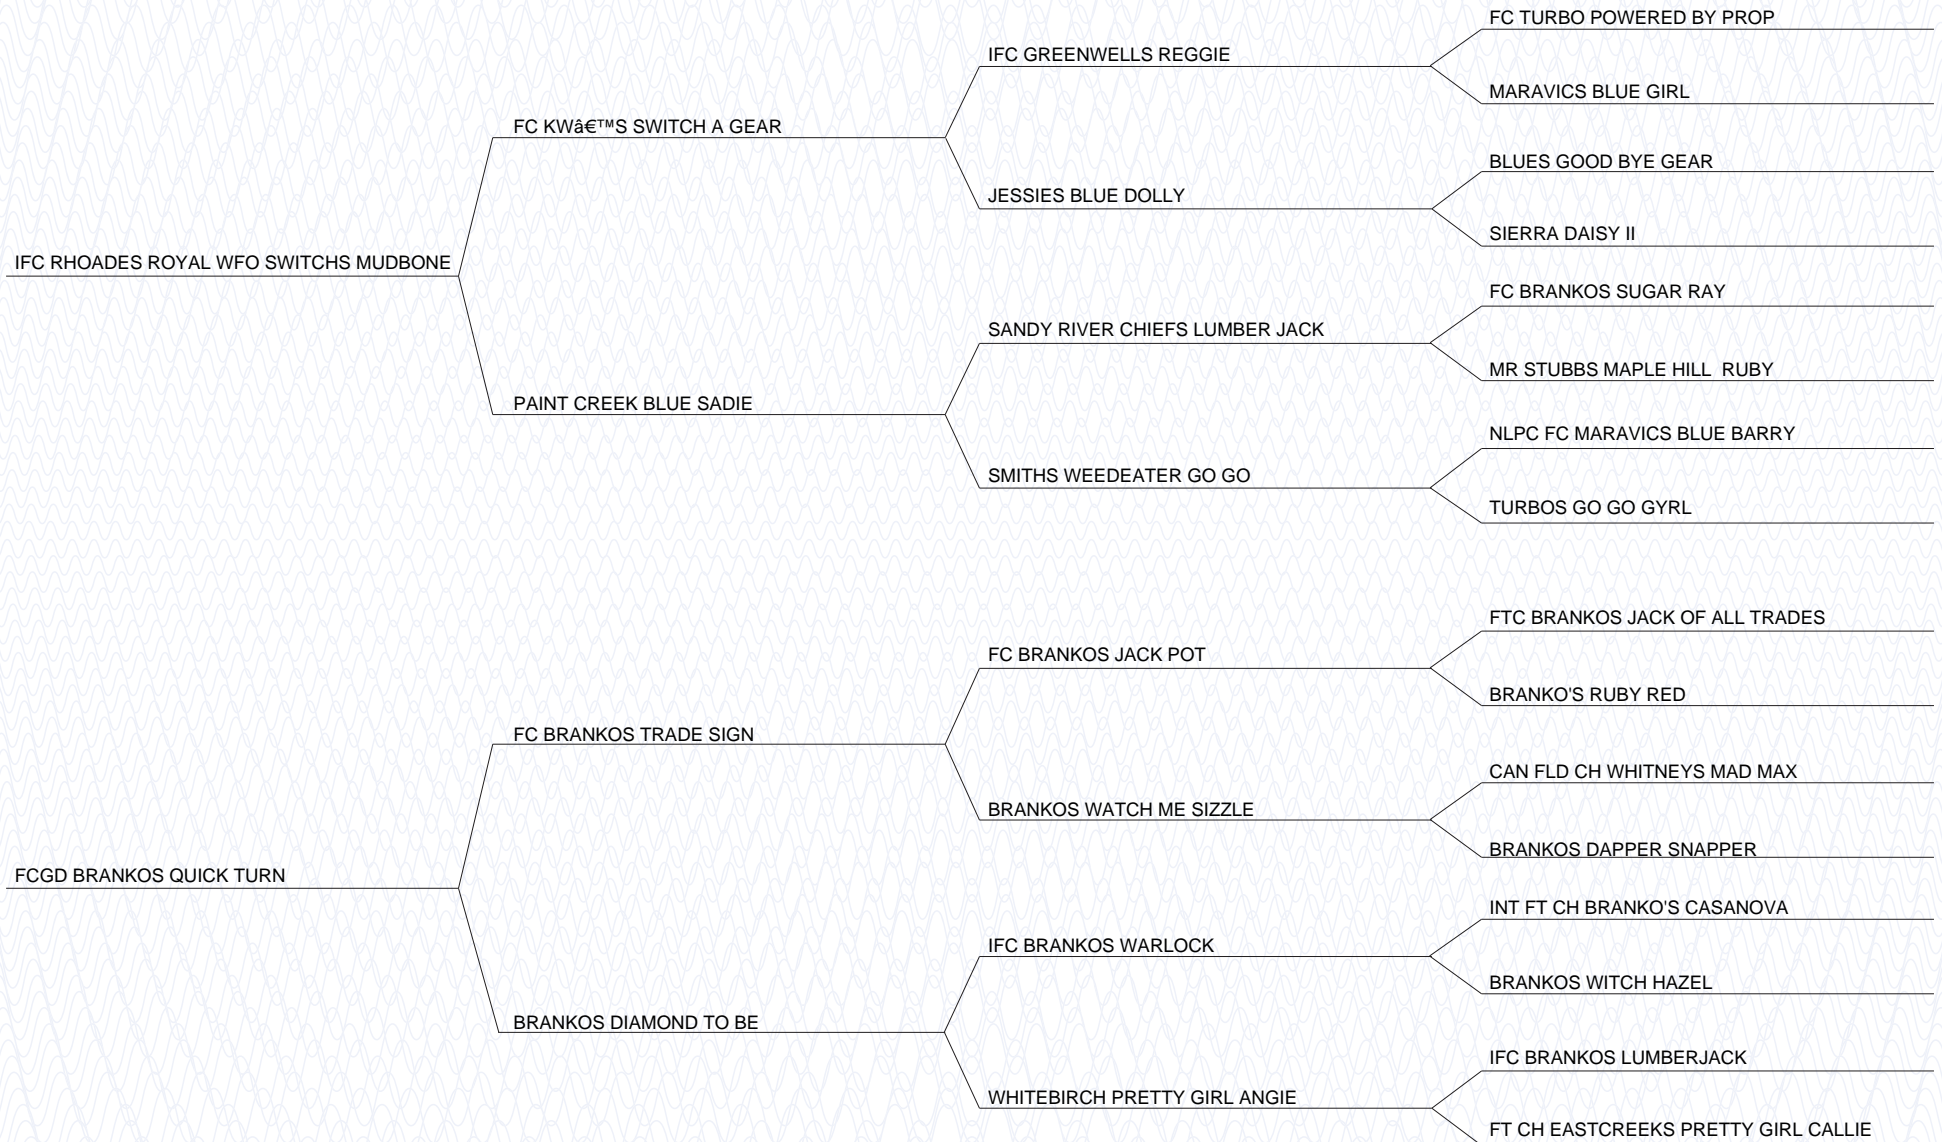 FC TURBO POWERED BY PROP
IFC GREENWELLS REGGIE
MARAVICS BLUE GIRL
FC KWâ€™S SWITCH A GEAR
BLUES GOOD BYE GEAR
JESSIES BLUE DOLLY
SIERRA DAISY II
IFC RHOADES ROYAL WFO SWITCHS MUDBONE
FC BRANKOS SUGAR RAY
SANDY RIVER CHIEFS LUMBER JACK
MR STUBBS MAPLE HILL  RUBY
PAINT CREEK BLUE SADIE
NLPC FC MARAVICS BLUE BARRY
SMITHS WEEDEATER GO GO
TURBOS GO GO GYRL
FTC BRANKOS JACK OF ALL TRADES
FC BRANKOS JACK POT
BRANKO'S RUBY RED
FC BRANKOS TRADE SIGN
CAN FLD CH WHITNEYS MAD MAX
BRANKOS WATCH ME SIZZLE
BRANKOS DAPPER SNAPPER
FCGD BRANKOS QUICK TURN
INT FT CH BRANKO'S CASANOVA
IFC BRANKOS WARLOCK
BRANKOS WITCH HAZEL
BRANKOS DIAMOND TO BE
IFC BRANKOS LUMBERJACK
WHITEBIRCH PRETTY GIRL ANGIE
FT CH EASTCREEKS PRETTY GIRL CALLIE